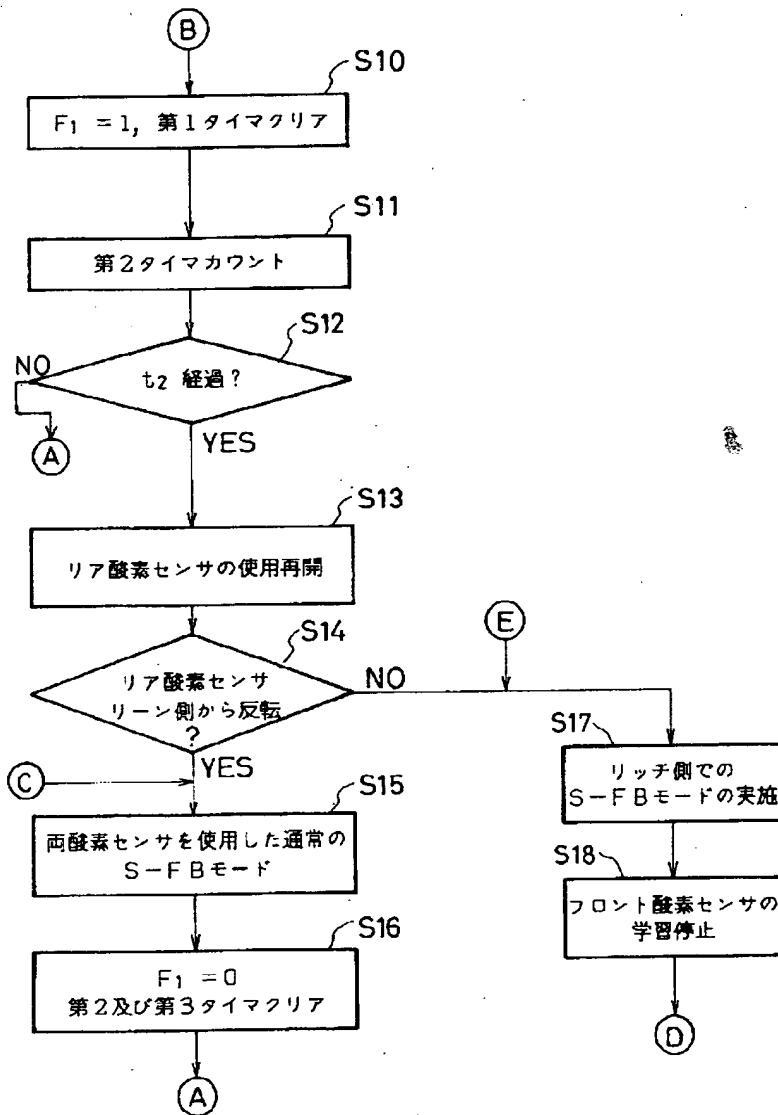 B
S10
F1 =1, 第1タイマクリア
S11
第2タイマカウント
S12
NO
t2 経過?
A
YES
S13
リア酸素センサの使用再開
S14
リア酸素センサ
リーン側から反転
?
NO
E
YES
C
S15
両酸素センサを使用した通常の
S-FBモード
S16
F1 =0
第2及び第3タイマクリア
A
S17
リッチ側での
S-FBモードの実施
S18
フロント酸素センサの
学習停止
D